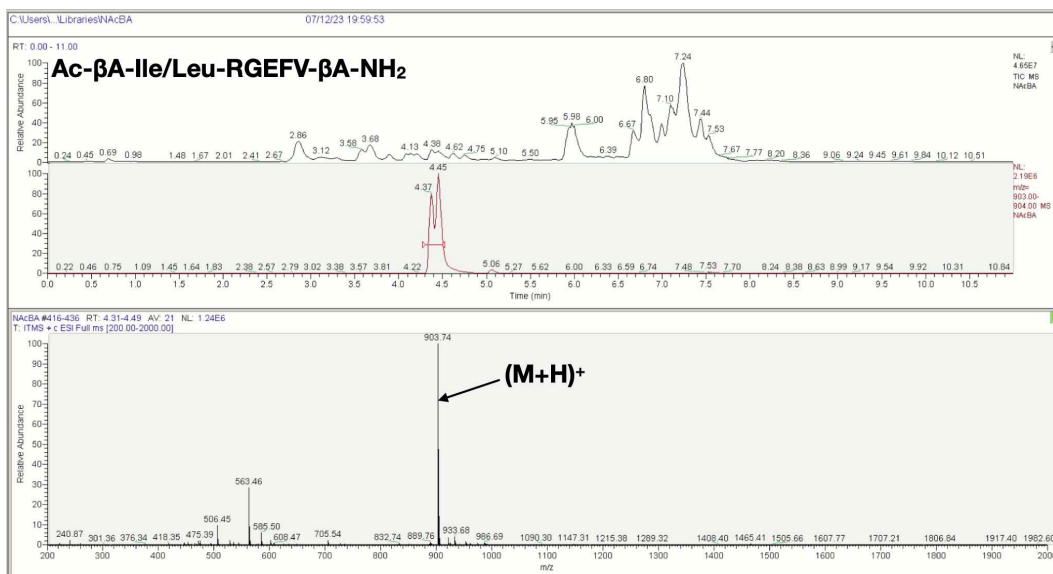 C:\Users\...\Libraries\NAcBA 07/12/23 19:59:53
RT: 0.00 - 11.00
Ac-βA-Ile/Leu-RGEFV-βA-NH₂
NL:
4.65E7
TIC MS
NAcBA
Relative Abundance
100
80
60
40
20
0
0.24 0.45 0.69 0.98 1.48 1.67 2.01 2.41 2.67 2.86 3.12 3.58 3.68 4.13 4.38 4.62 4.75 5.10 5.50 5.95 5.98 6.00 6.39 6.67 6.80 7.10 7.24 7.44 7.53 7.67 7.77 8.20 8.36 9.06 9.45 9.61 9.84 10.12 10.51
NL:
2.19E6
m/z=
903.00-
904.00 MS
NAcBA
100
80
60
40
20
0
0.22 0.46 0.75 1.09 1.45 1.64 1.83 2.38 2.57 2.79 3.02 3.38 3.57 3.81 4.22 4.37 4.45 5.06 5.27 5.62 6.00 6.33 6.59 6.74 7.48 7.53 7.70 8.24 8.38 8.63 8.99 9.17 9.54 9.92 10.31 10.84
0.0 0.5 1.0 1.5 2.0 2.5 3.0 3.5 4.0 4.5 5.0 5.5 6.0 6.5 7.0 7.5 8.0 8.5 9.0 9.5 10.0 10.5
Time (min)
NAcBA #416-436 RT: 4.31-4.49 AV: 21 NL: 1.24E6
T: ITMS + c ESI Full ms [200.00-2000.00]
903.74
(M+H)⁺
Relative Abundance
100
90
80
70
60
50
40
30
20
10
0
240.87 301.36 376.34 418.35 475.39 506.45 563.46 585.50 608.47 705.54 832.74 889.76 933.68 986.69 1090.30 1147.31 1215.38 1289.32 1408.40 1465.41 1505.66 1607.77 1707.21 1806.84 1917.40 1982.60
200 300 400 500 600 700 800 900 1000 1100 1200 1300 1400 1500 1600 1700 1800 1900 2000
m/z